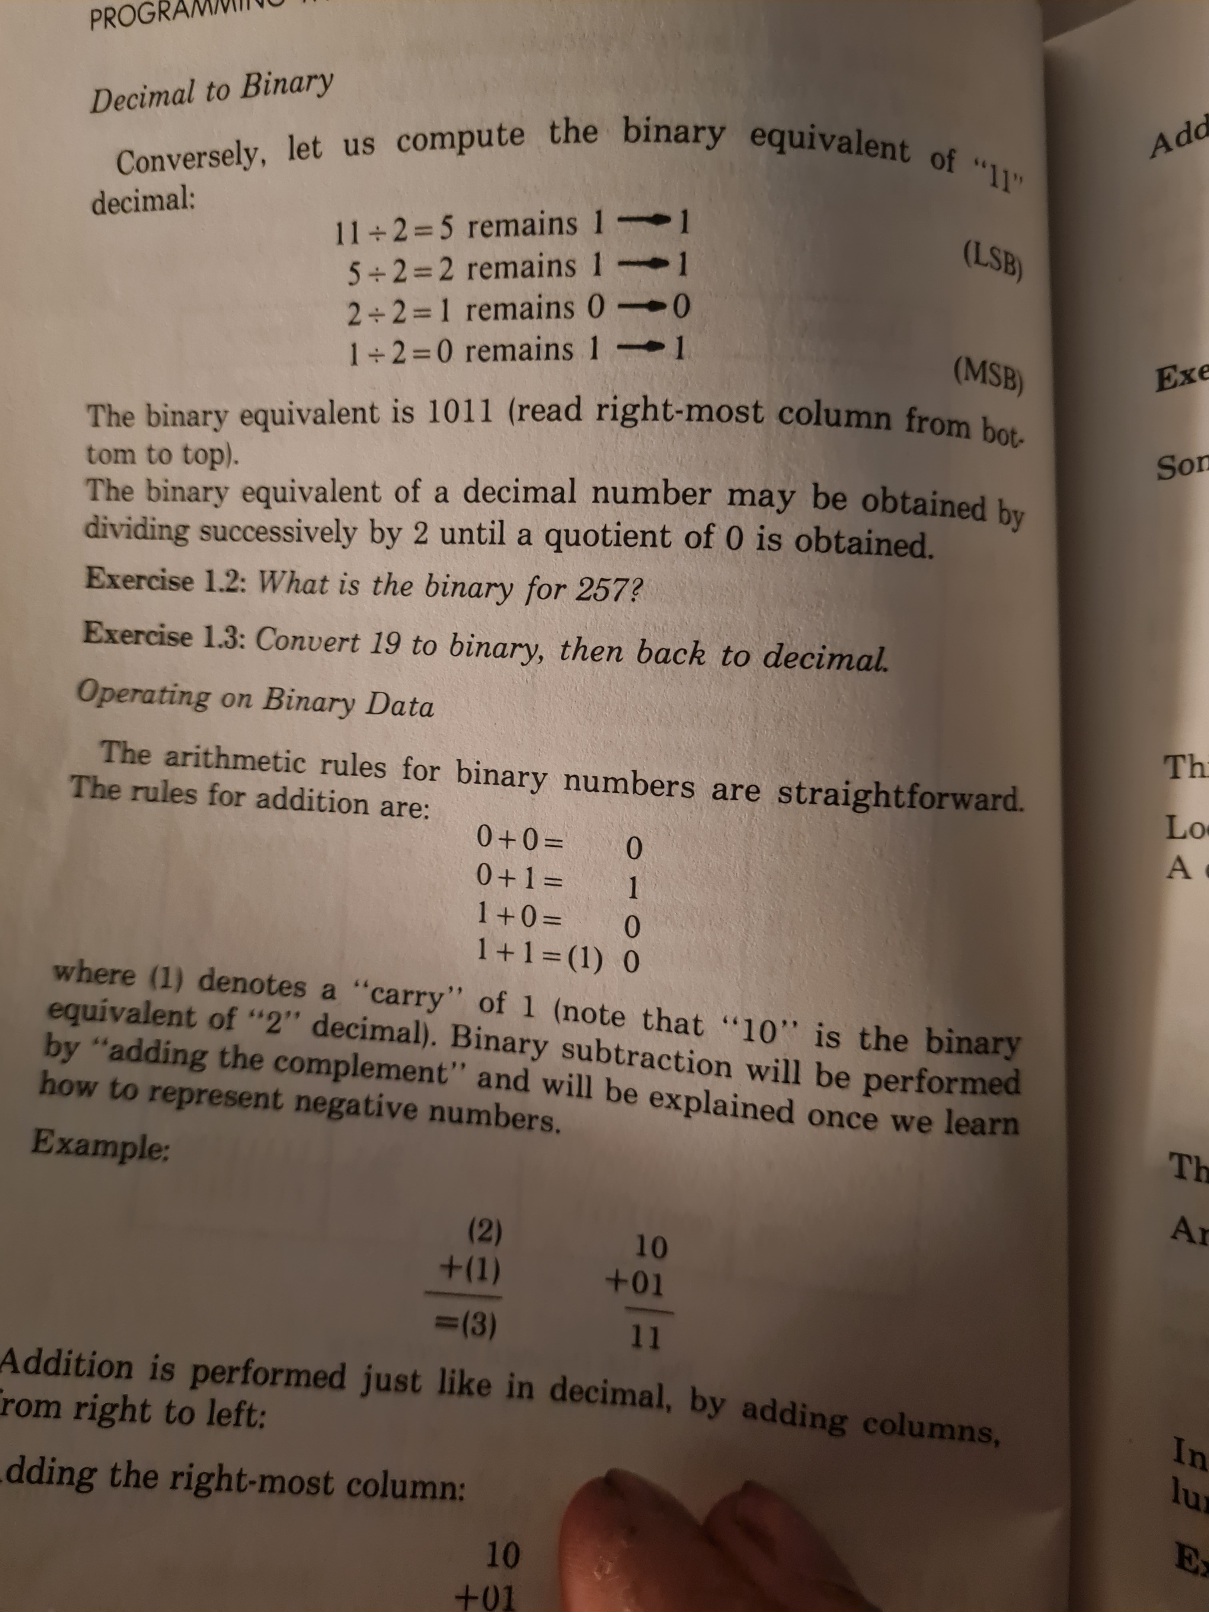 Decimal to Binary
Conversely, let us compute the binary equivalent of “11”
decimal:
11÷2=5 remains 1 → 1 (LSB)
5÷2=2 remains 1 → 1
2÷2=1 remains 0 → 0
1÷2=0 remains 1 → 1 (MSB)
The binary equivalent is 1011 (read right-most column from bot-
tom to top).
The binary equivalent of a decimal number may be obtained by
dividing successively by 2 until a quotient of 0 is obtained.
Exercise 1.2: What is the binary for 257?
Exercise 1.3: Convert 19 to binary, then back to decimal.
Operating on Binary Data
The arithmetic rules for binary numbers are straightforward.
The rules for addition are:
0+0= 0
0+1= 1
1+0= 0
1+1=(1) 0
where (1) denotes a “carry” of 1 (note that “10” is the binary
equivalent of “2” decimal). Binary subtraction will be performed
by “adding the complement” and will be explained once we learn
how to represent negative numbers.
Example:
(2) 10
+(1) +01
=(3) 11
Addition is performed just like in decimal, by adding columns,
from right to left:
dding the right-most column:
10
+01
Add
Exe
Som
Th
Lo
A
Th
Ar
In
lu
Ex